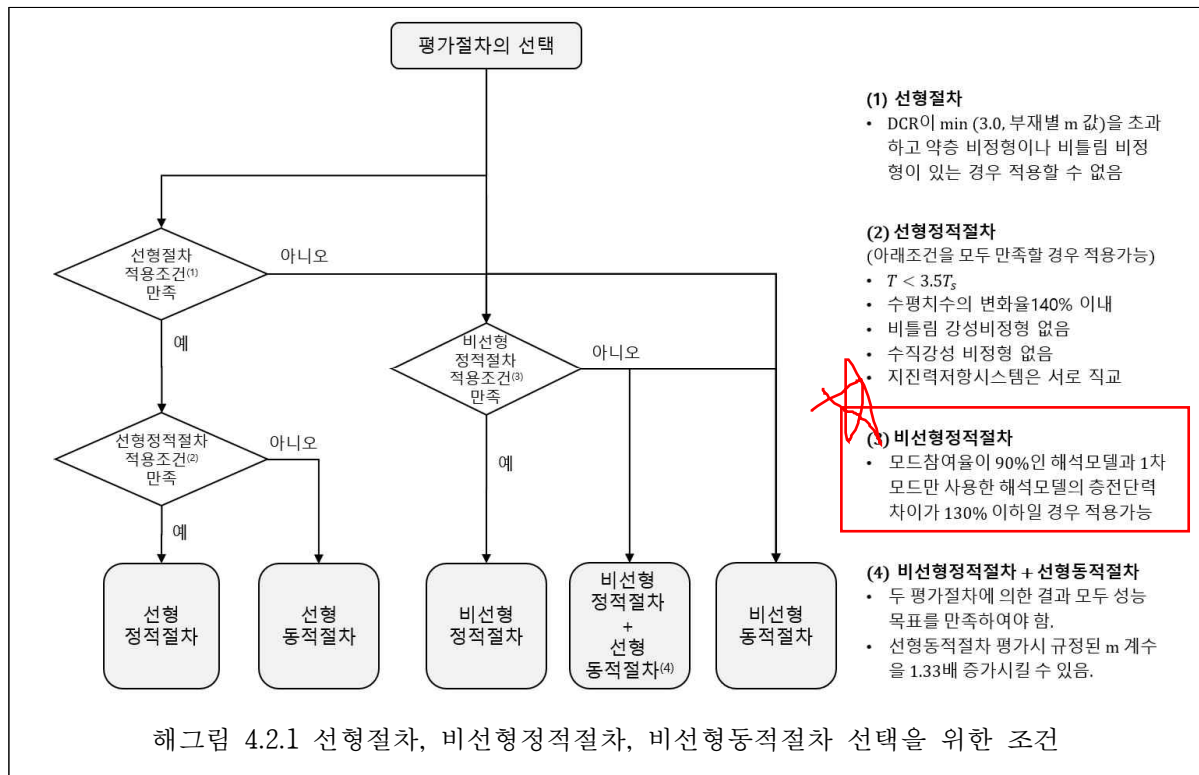 평가절차의 선택
선형절차
적용조건(1)
만족
아니오
예
선형정적절차
적용조건(2)
만족
아니오
예
비선형
정적절차
적용조건(3)
만족
아니오
예
선형
정적절차
선형
동적절차
비선형
정적절차
비선형
정적절차
+
선형
동적절차(4)
비선형
동적절차
(1) 선형절차
• DCR이 min (3.0, 부재별 m 값)을 초과
하고 약층 비정형이나 비틀림 비정
형이 있는 경우 적용할 수 없음
(2) 선형정적절차
(아래조건을 모두 만족할 경우 적용가능)
• T < 3.5Ts
• 수평치수의 변화율140% 이내
• 비틀림 강성비정형 없음
• 수직강성 비정형 없음
• 지진력저항시스템은 서로 직교
(3) 비선형정적절차
• 모드참여율이 90%인 해석모델과 1차
모드만 사용한 해석모델의 층전단력
차이가 130% 이하일 경우 적용가능
(4) 비선형정적절차 + 선형동적절차
• 두 평가절차에 의한 결과 모두 성능
목표를 만족하여야 함.
• 선형동적절차 평가시 규정된 m 계수
을 1.33배 증가시킬 수 있음.
해그림 4.2.1 선형절차, 비선형정적절차, 비선형동적절차 선택을 위한 조건